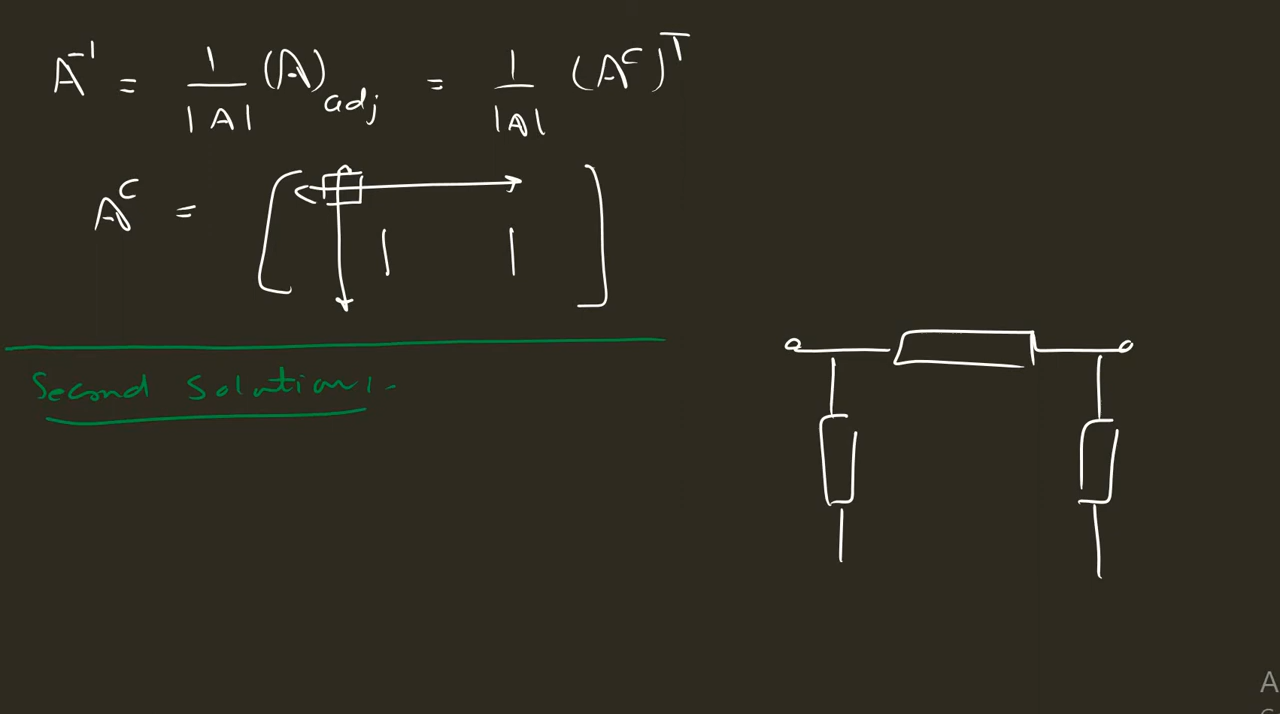 A⁻¹ = 1/|A| (A)adj = 1/|A| (Aᶜ)ᵀ
Aᶜ = [ ]
Second Solution:-
A